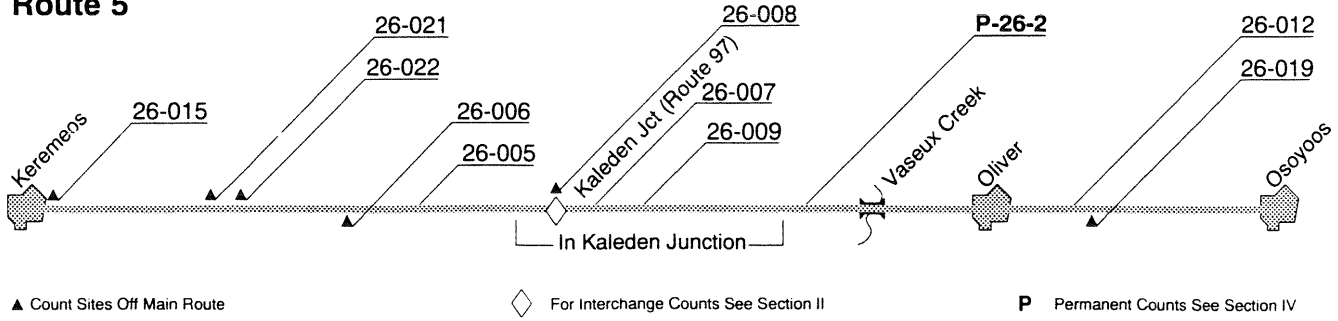 Route 5
26-021
26-008
P-26-2
26-012
26-022
Kaleden Jct (Route 97)
26-019
26-015
26-006
26-007
26-005
26-009
Keremeos
Vaseux Creek
Oliver
Osoyoos
In Kaleden Junction
▲ Count Sites Off Main Route
For Interchange Counts See Section II
P Permanent Counts See Section IV